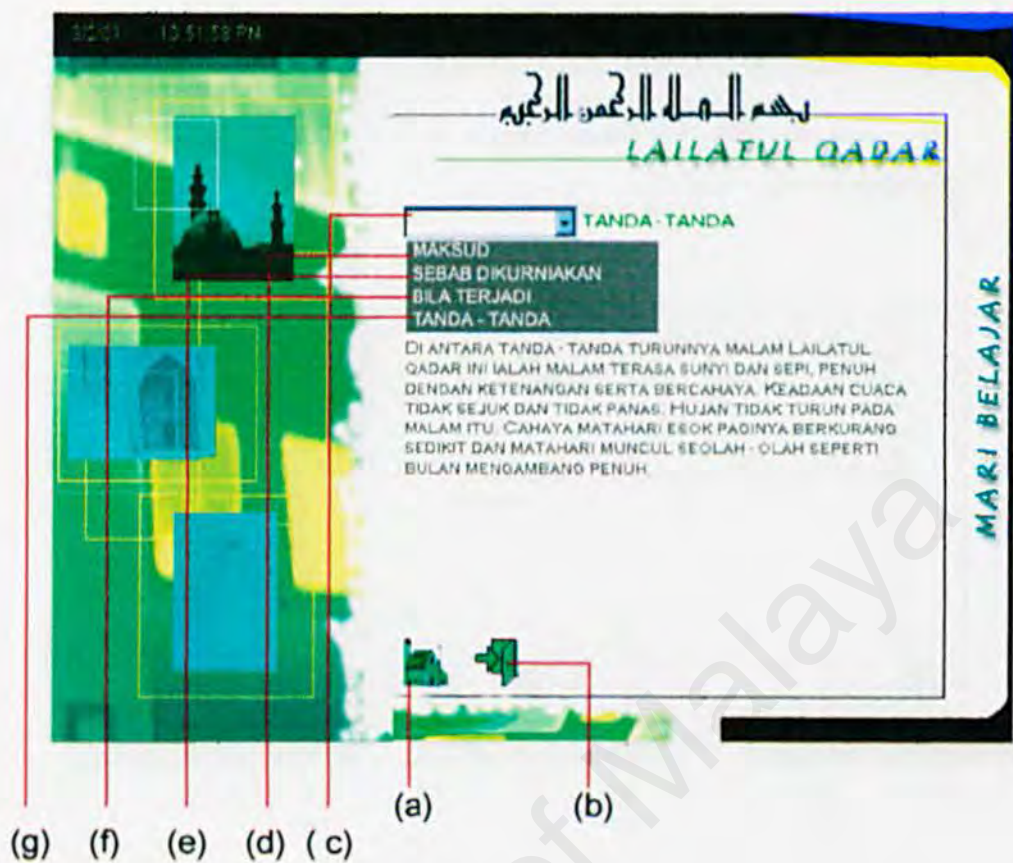 بسم الله الرحمن الرحيم
LAILATUL QADAR
TANDA - TANDA
MAKSUD
SEBAB DIKURNIAKAN
BILA TERJADI
TANDA - TANDA
DI ANTARA TANDA - TANDA TURUNNYA MALAM LAILATUL
QADAR INI IALAH MALAM TERASA SUNYI DAN SEPI, PENUH
DENGAN KETENANGAN SERTA BERCAHAYA. KEADAAN CUACA
TIDAK SEJUK DAN TIDAK PANAS. HUJAN TIDAK TURUN PADA
MALAM ITU. CAHAYA MATAHARI ESOK PAGINYA BERKURANG
SEDIKIT DAN MATAHARI MUNCUL SEOLAH - OLAH SEPERTI
BULAN MENGAMBANG PENUH.
MARI BELAJAR
(a)
(b)
(g) (f) (e) (d) ( c)
of Malaya